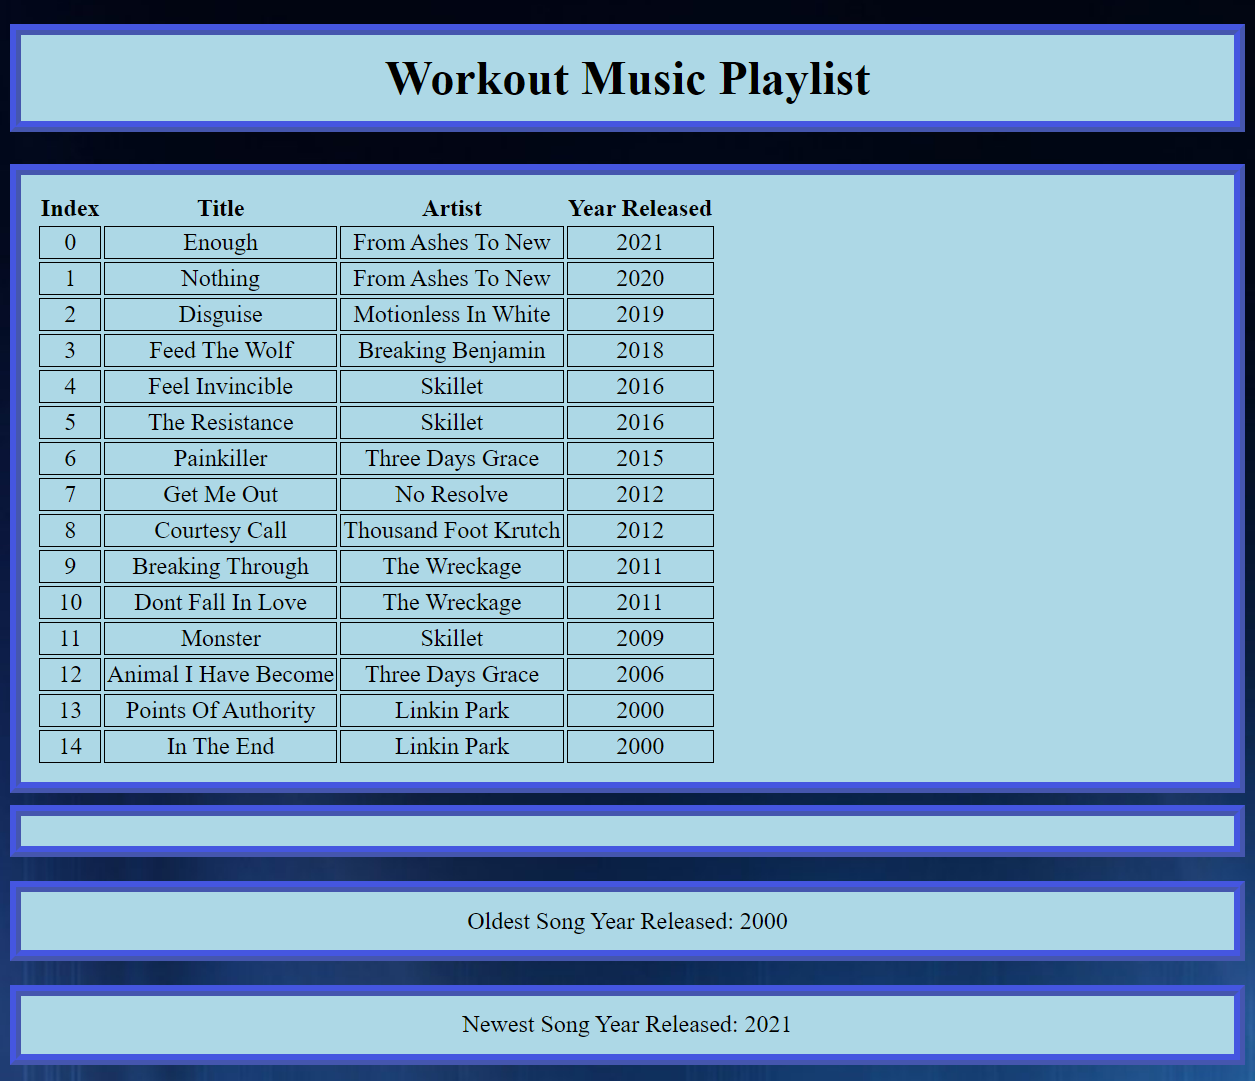 Workout Music Playlist
Index Title Artist Year Released
0 Enough From Ashes To New 2021
1 Nothing From Ashes To New 2020
2 Disguise Motionless In White 2019
3 Feed The Wolf Breaking Benjamin 2018
4 Feel Invincible Skillet 2016
5 The Resistance Skillet 2016
6 Painkiller Three Days Grace 2015
7 Get Me Out No Resolve 2012
8 Courtesy Call Thousand Foot Krutch 2012
9 Breaking Through The Wreckage 2011
10 Dont Fall In Love The Wreckage 2011
11 Monster Skillet 2009
12 Animal I Have Become Three Days Grace 2006
13 Points Of Authority Linkin Park 2000
14 In The End Linkin Park 2000
Oldest Song Year Released: 2000
Newest Song Year Released: 2021